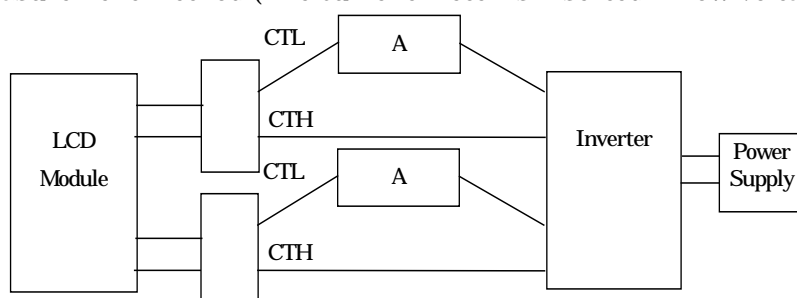 CTL
A
CTH
LCD
Module
Inverter
Power
Supply
CTL
A
CTH